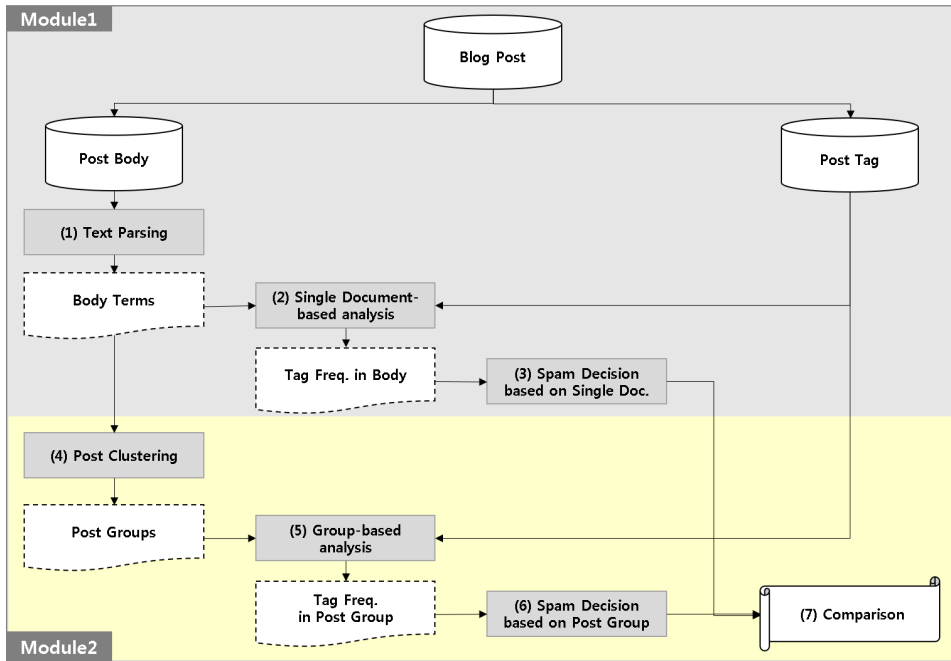 Module1
Blog Post
Post Body
Post Tag
(1) Text Parsing
Body Terms
(2) Single Document-
based analysis
Tag Freq. in Body
(3) Spam Decision
based on Single Doc.
(4) Post Clustering
Post Groups
(5) Group-based
analysis
Tag Freq.
in Post Group
(6) Spam Decision
based on Post Group
(7) Comparison
Module2